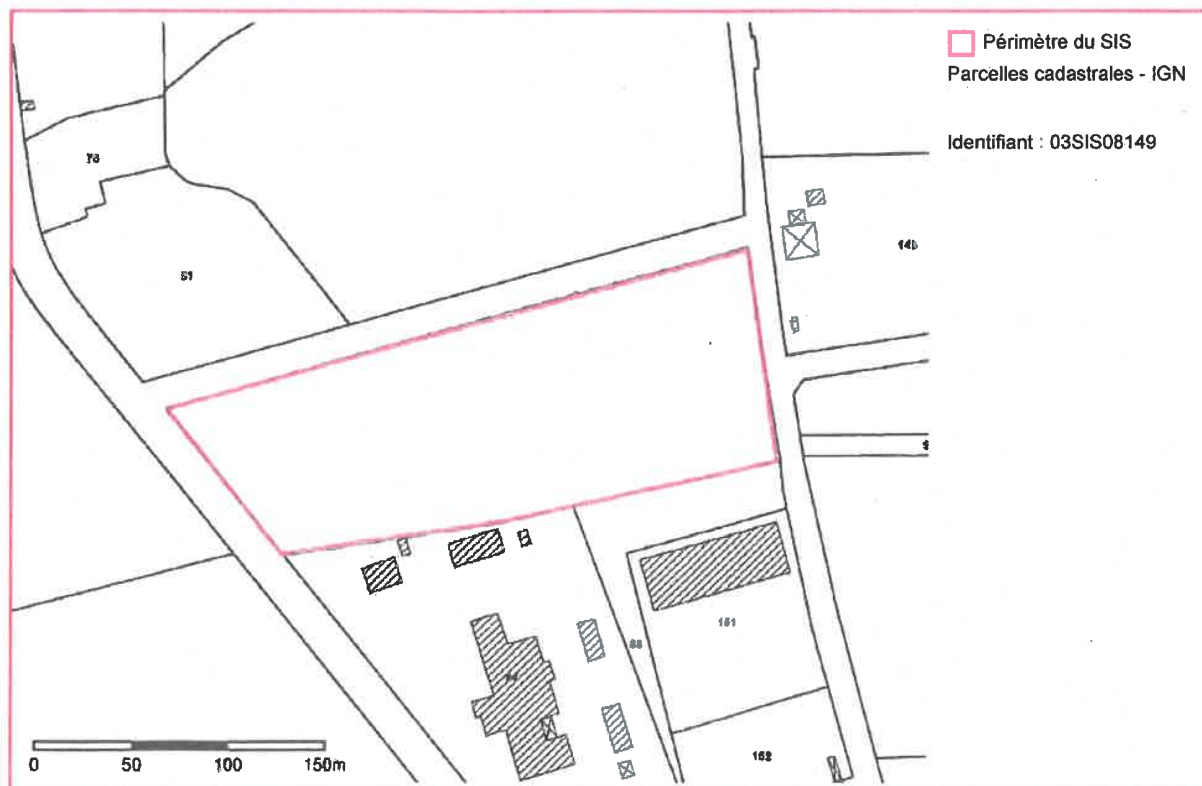 Périmètre du SIS
Parcelles cadastrales - IGN
Identifiant : 03SIS08149
51
151
152
0 50 100 150m